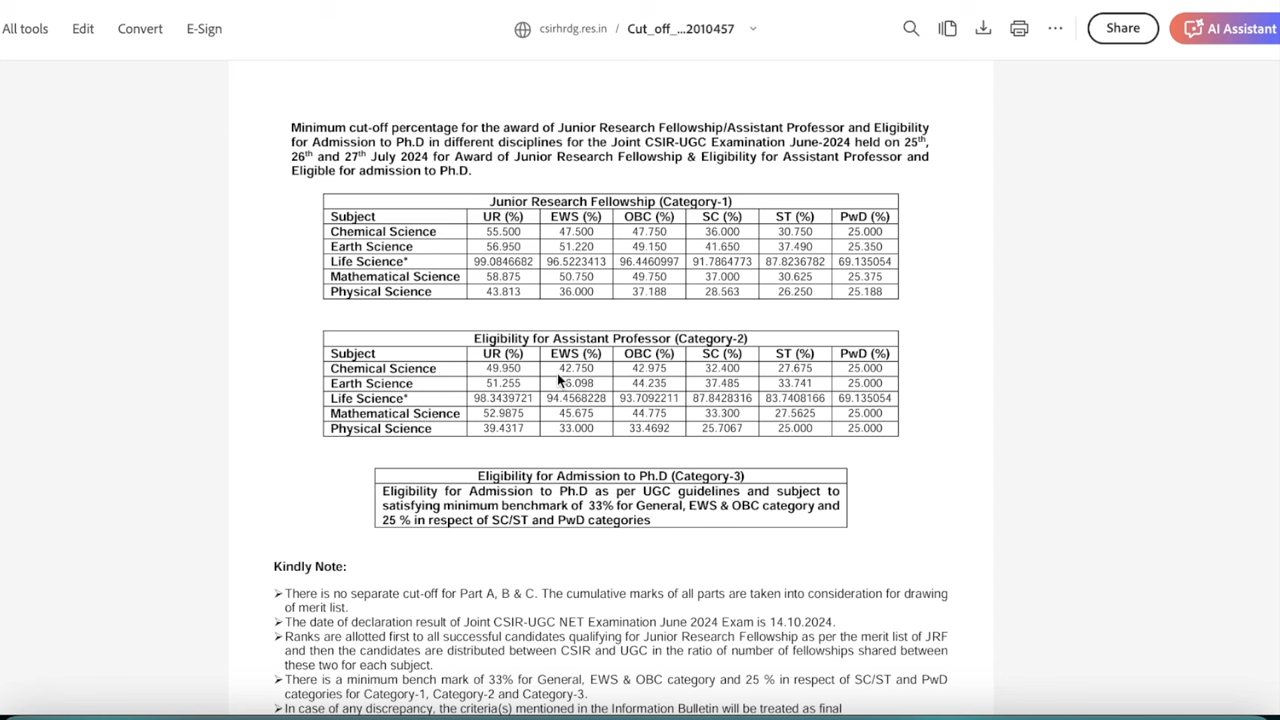 All tools Edit Convert E-Sign csirhrdg.res.in / Cut_off_...2010457 Share AI Assistant
Minimum cut-off percentage for the award of Junior Research Fellowship/Assistant Professor and Eligibility
for Admission to Ph.D in different disciplines for the Joint CSIR-UGC Examination June-2024 held on 25th,
26th and 27th July 2024 for Award of Junior Research Fellowship & Eligibility for Assistant Professor and
Eligible for admission to Ph.D.
Junior Research Fellowship (Category-1)
Subject UR (%) EWS (%) OBC (%) SC (%) ST (%) PwD (%)
Chemical Science 55.500 47.500 47.750 36.000 30.750 25.000
Earth Science 56.950 51.220 49.150 41.650 37.490 25.350
Life Science* 99.0846682 96.5223413 96.4460997 91.7864773 87.8236782 69.135054
Mathematical Science 58.875 50.750 49.750 37.000 30.625 25.375
Physical Science 43.813 36.000 37.188 28.563 26.250 25.188
Eligibility for Assistant Professor (Category-2)
Subject UR (%) EWS (%) OBC (%) SC (%) ST (%) PwD (%)
Chemical Science 49.950 42.750 42.975 32.400 27.675 25.000
Earth Science 51.255 44.235 37.485 33.741 25.000
Life Science* 98.3439721 94.4568228 93.7092211 87.8428316 83.7408166 69.135054
Mathematical Science 52.9875 45.675 44.775 33.300 27.5625 25.000
Physical Science 39.4317 33.000 33.4692 25.7067 25.000 25.000
Eligibility for Admission to Ph.D (Category-3)
Eligibility for Admission to Ph.D as per UGC guidelines and subject to
satisfying minimum benchmark of 33% for General, EWS & OBC category and
25 % in respect of SC/ST and PwD categories
Kindly Note:
➢There is no separate cut-off for Part A, B & C. The cumulative marks of all parts are taken into consideration for drawing
of merit list.
➢The date of declaration result of Joint CSIR-UGC NET Examination June 2024 Exam is 14.10.2024.
➢Ranks are allotted first to all successful candidates qualifying for Junior Research Fellowship as per the merit list of JRF
and then the candidates are distributed between CSIR and UGC in the ratio of number of fellowships shared between
these two for each subject.
➢There is a minimum bench mark of 33% for General, EWS & OBC category and 25 % in respect of SC/ST and PwD
categories for Category-1, Category-2 and Category-3.
➢In case of any discrepancy, the criteria(s) mentioned in the Information Bulletin will be treated as final